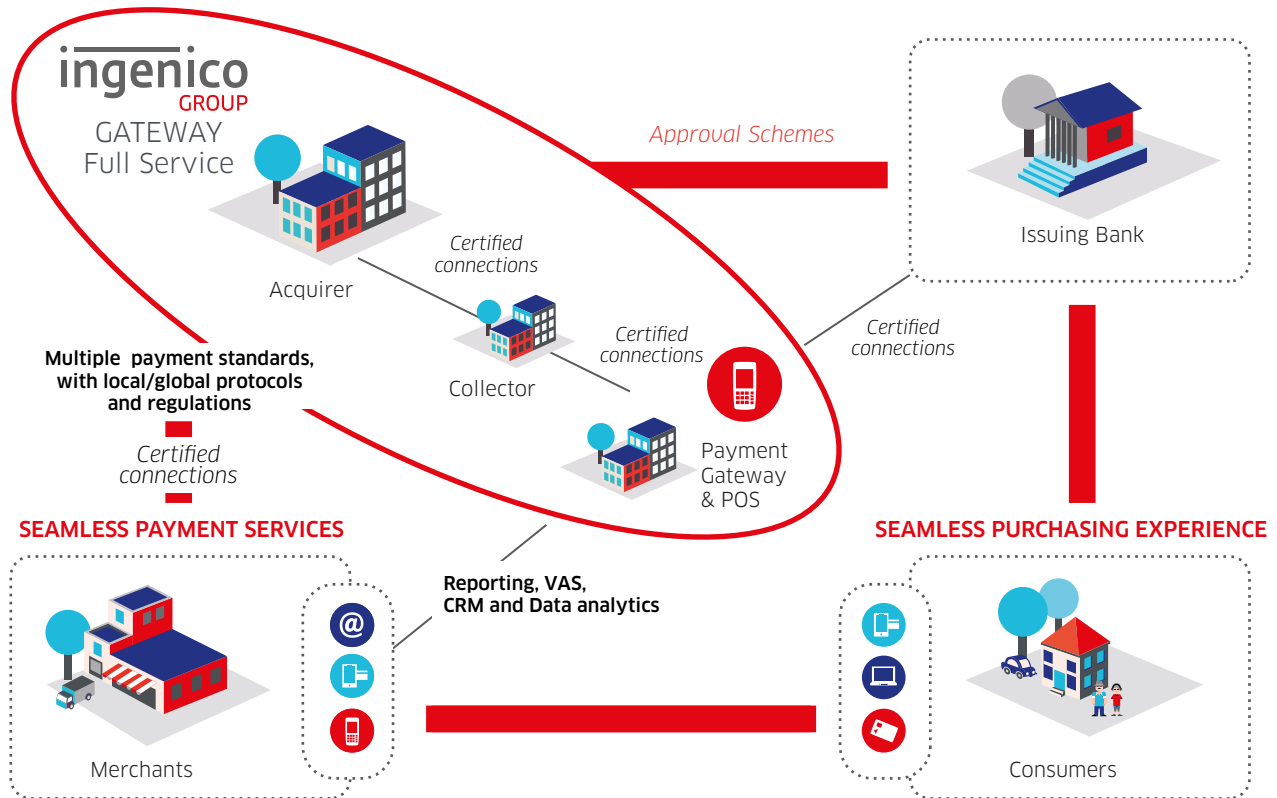 ingenico
GROUP
GATEWAY
Full Service
Approval Schemes
Issuing Bank
Certified
connections
Acquirer
Certified
connections
Certified
connections
Collector
Multiple payment standards,
with local/global protocols
and regulations
Certified
connections
Payment
Gateway
& POS
SEAMLESS PAYMENT SERVICES
SEAMLESS PURCHASING EXPERIENCE
Reporting, VAS,
CRM and Data analytics
@
Merchants
Consumers